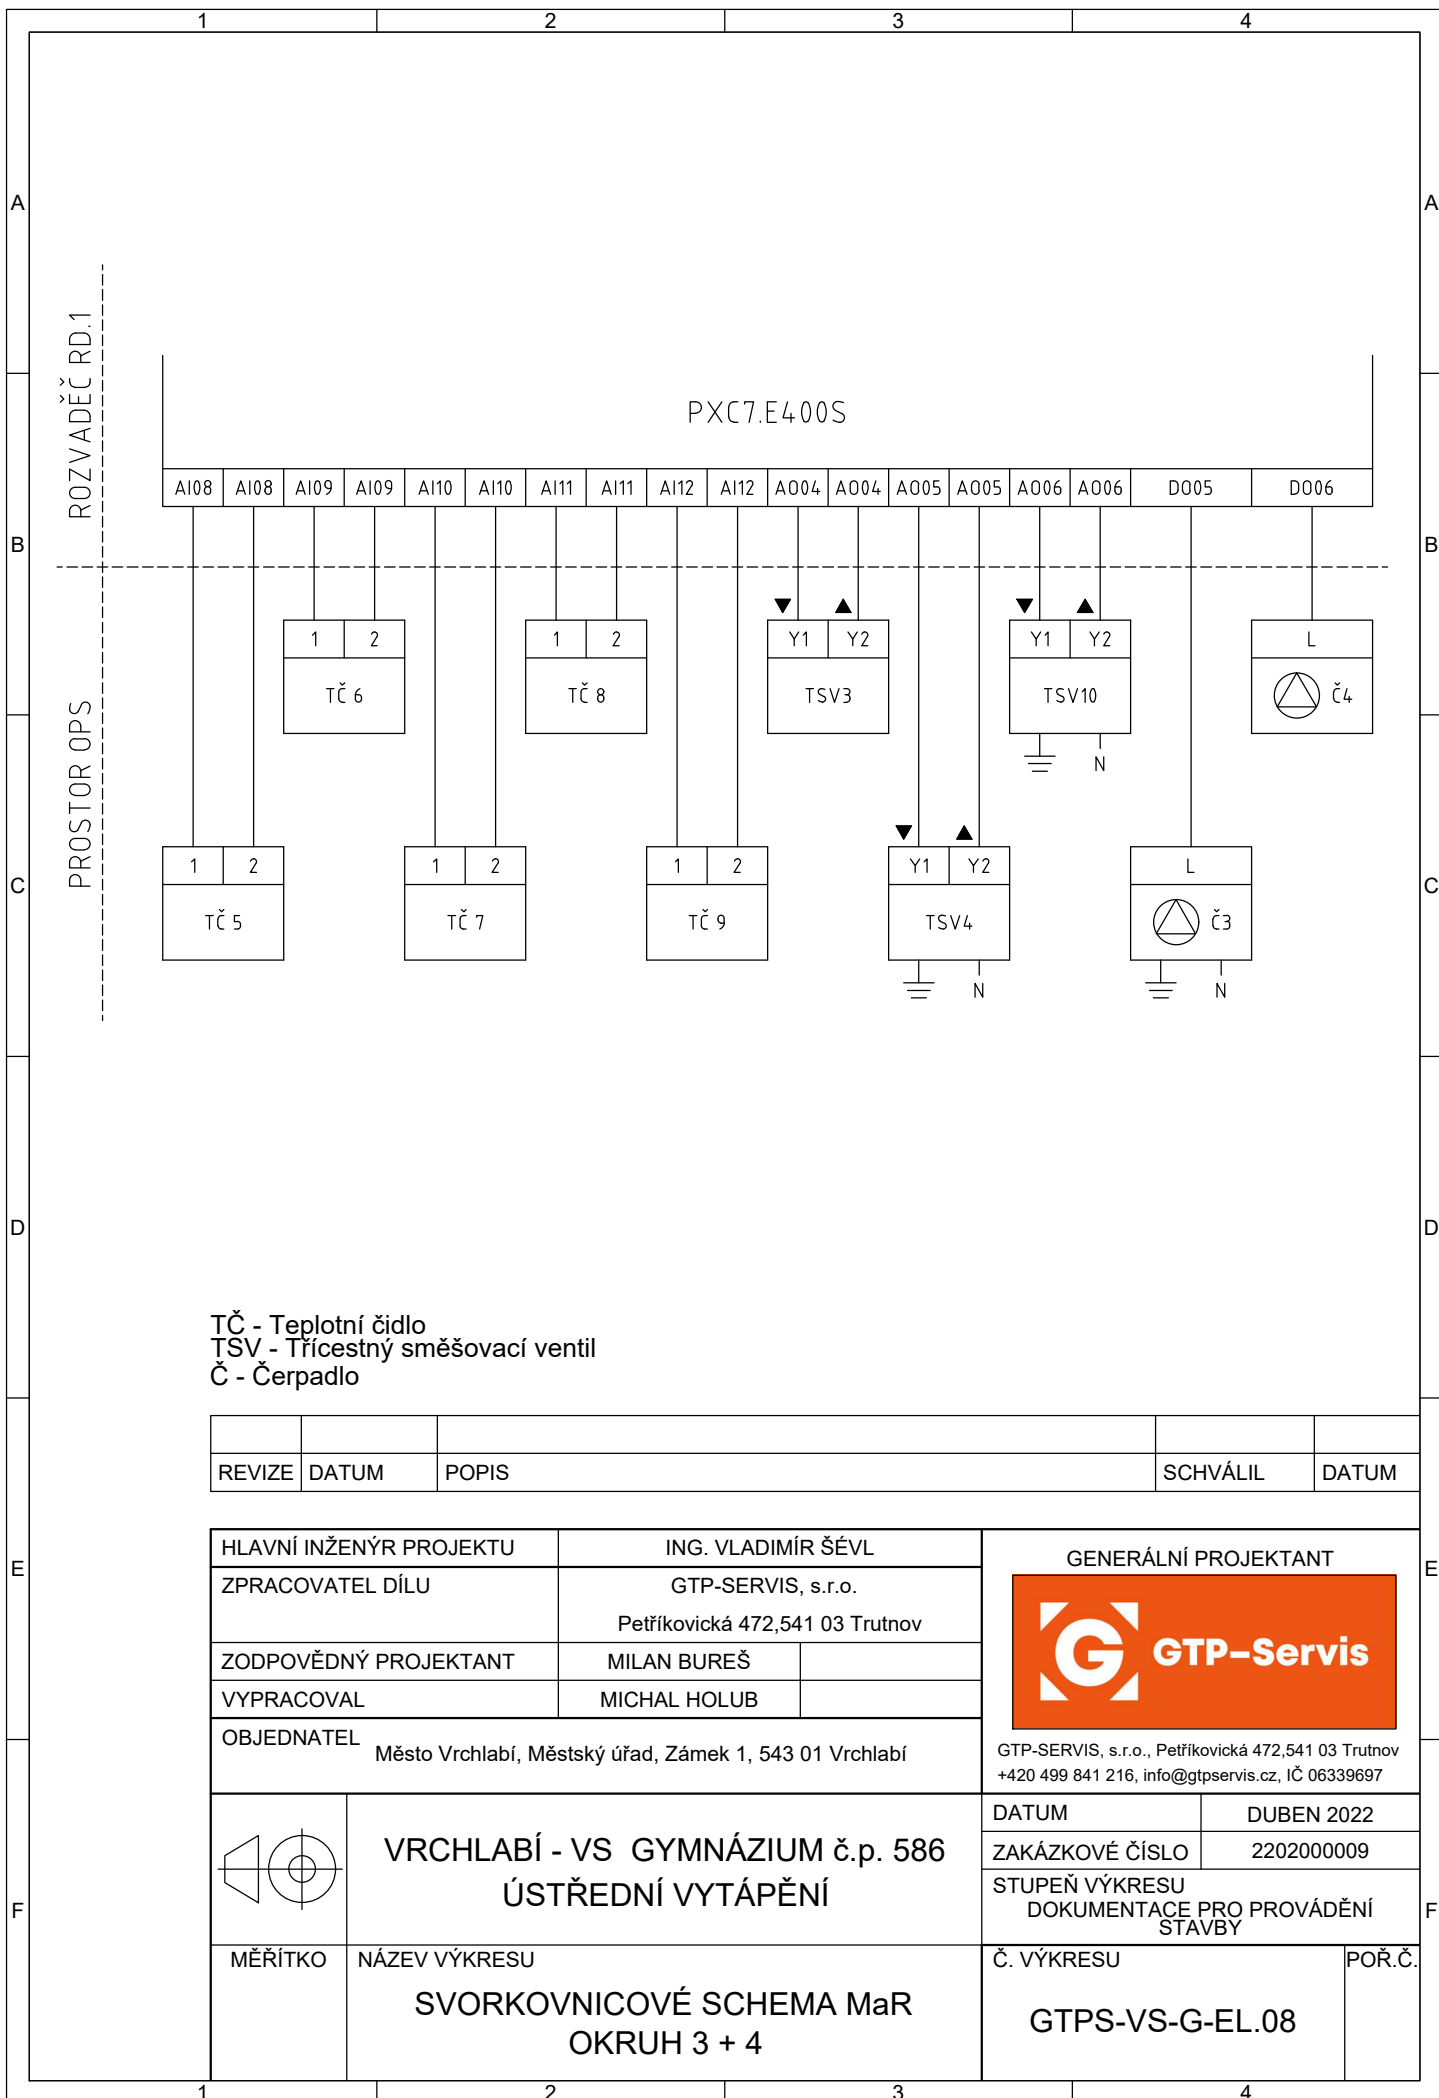 1 2 3 4
A A
ROZVADĚČ RD.1
PXC7.E400S
AI08 AI08 AI09 AI09 AI10 AI10 AI11 AI11 AI12 AI12 AO04 AO04 AO05 AO05 AO06 AO06 DO05 DO06
B B
1 2 1 2 Y1 Y2 Y1 Y2 L
TČ 6 TČ 8 TSV3 TSV10 Č4
N
PROSTOR OPS
1 2 1 2 1 2 Y1 Y2 L
C C
TČ 5 TČ 7 TČ 9 TSV4 Č3
N N
D D
TČ - Teplotní čidlo
TSV - Třícestný směšovací ventil
Č - Čerpadlo
REVIZE DATUM POPIS SCHVÁLIL DATUM
E E
HLAVNÍ INŽENÝR PROJEKTU ING. VLADIMÍR ŠÉVL
ZPRACOVATEL DÍLU GTP-SERVIS, s.r.o.
Petříkovická 472,541 03 Trutnov
ZODPOVĚDNÝ PROJEKTANT MILAN BUREŠ
VYPRACOVAL MICHAL HOLUB
OBJEDNATEL Město Vrchlabí, Městský úřad, Zámek 1, 543 01 Vrchlabí
GENERÁLNÍ PROJEKTANT
G GTP-Servis
GTP-SERVIS, s.r.o., Petříkovická 472,541 03 Trutnov
+420 499 841 216, info@gtpservis.cz, IČ 06339697
VRCHLABÍ - VS GYMNÁZIUM č.p. 586
ÚSTŘEDNÍ VYTÁPĚNÍ
DATUM DUBEN 2022
ZAKÁZKOVÉ ČÍSLO 2202000009
STUPEŇ VÝKRESU
DOKUMENTACE PRO PROVÁDĚNÍ
STAVBY
F F
MĚŘÍTKO NÁZEV VÝKRESU
SVORKOVNICOVÉ SCHEMA MaR
OKRUH 3 + 4
Č. VÝKRESU POŘ.Č.
GTPS-VS-G-EL.08
1 2 3 4